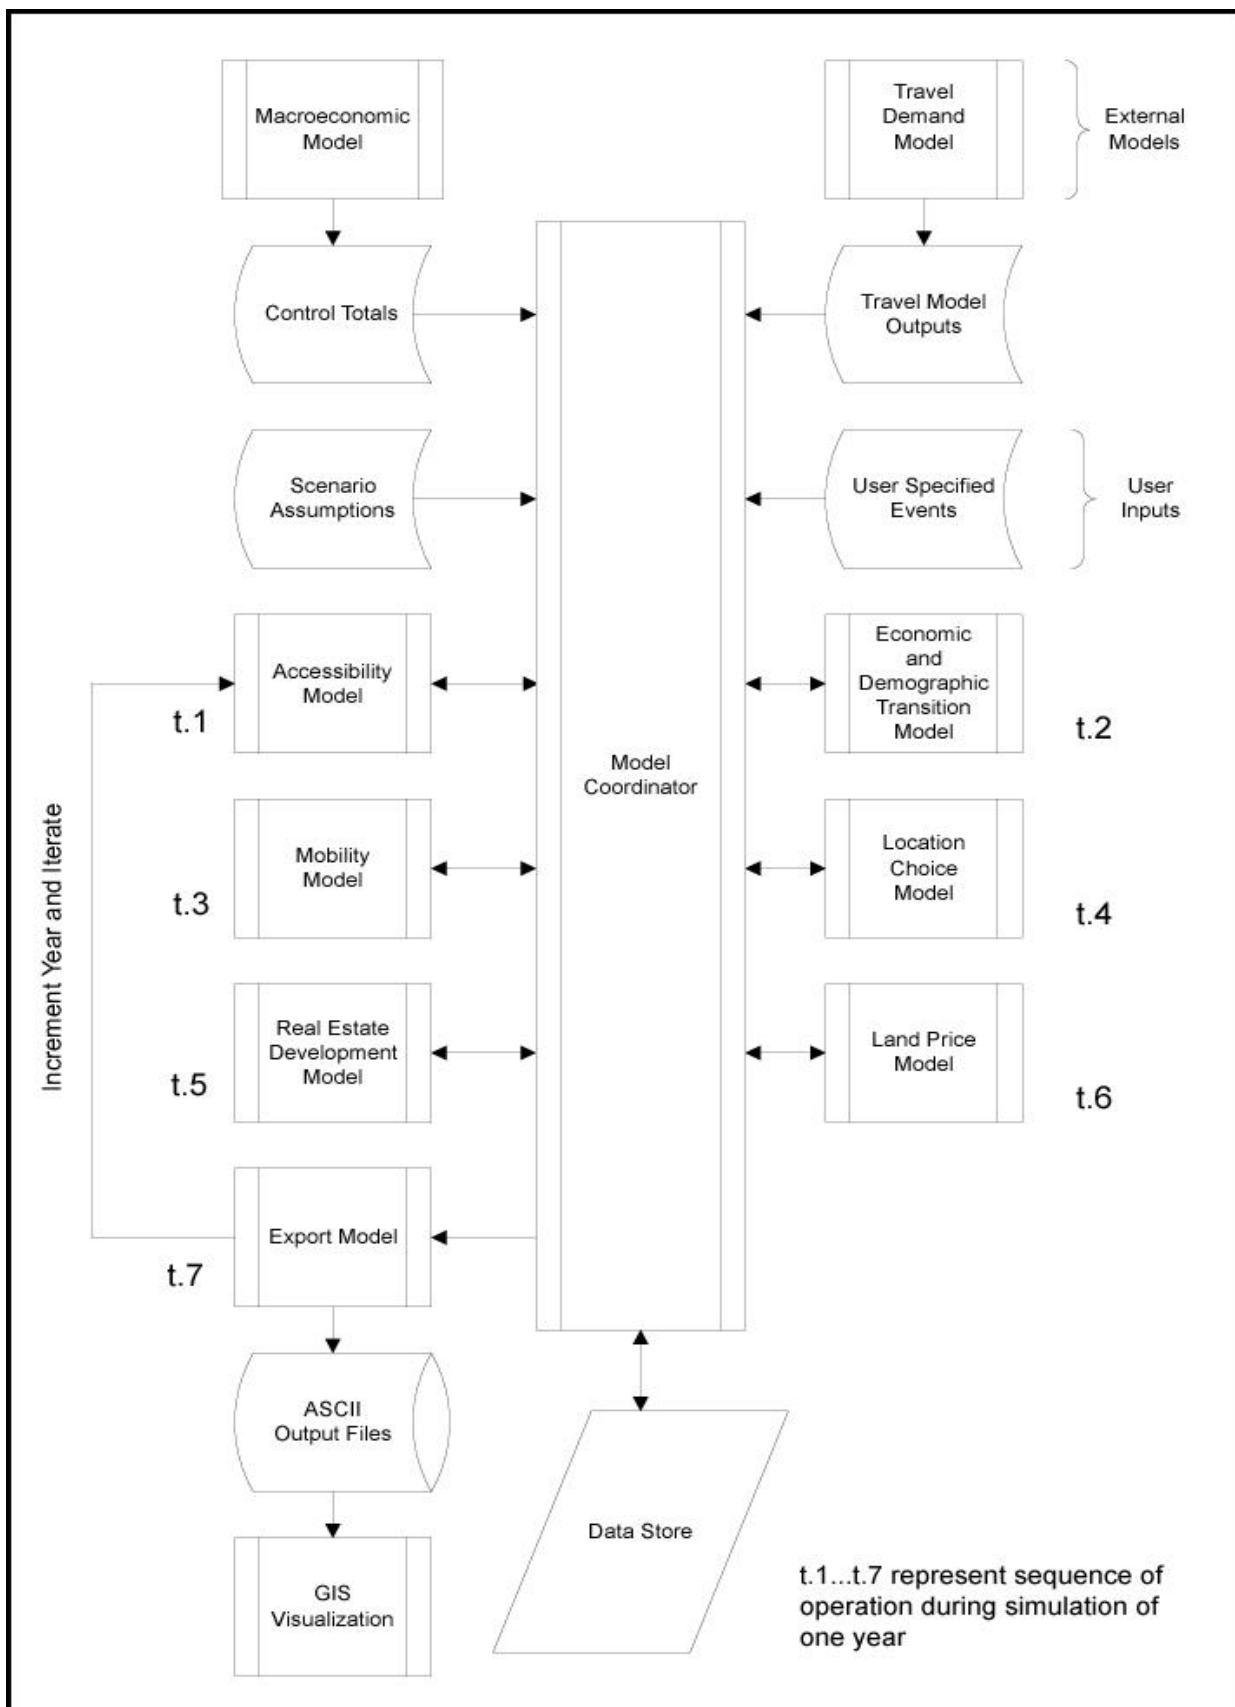 Macroeconomic
Model
Travel
Demand
Model
External
Models
Control Totals
Travel Model
Outputs
Scenario
Assumptions
User Specified
Events
User
Inputs
Accessibility
Model
t.1
Economic
and
Demographic
Transition
Model
t.2
Model
Coordinator
Increment Year and Iterate
Mobility
Model
t.3
Location
Choice
Model
t.4
Real Estate
Development
Model
t.5
Land Price
Model
t.6
Export Model
t.7
ASCII
Output Files
Data Store
GIS
Visualization
t.1...t.7 represent sequence of
operation during simulation of
one year